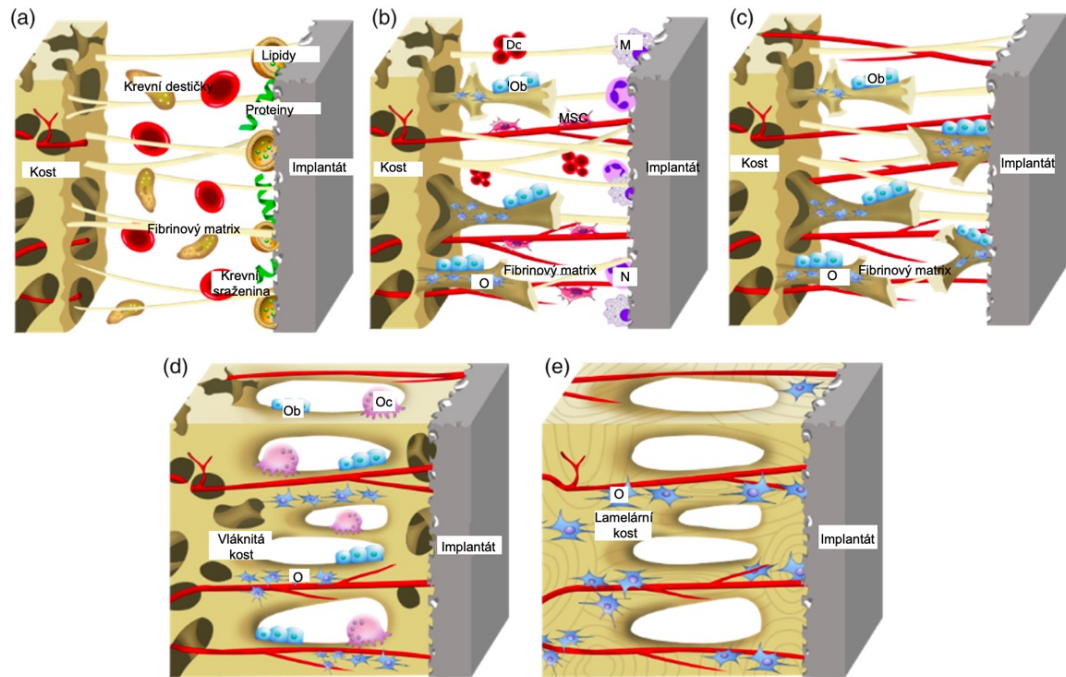 (a)
Lipidy
Krevní destičky
Proteiny
Kost
Implantát
Fibrinový matrix
Krevní
sraženina
(b)
Dc
M
Ob
MSC
Kost
Implantát
Fibrinový matrix
O
N
(c)
Ob
Kost
Implantát
Fibrinový matrix
O
(d)
Ob
Oc
Vláknitá
kost
Implantát
O
(e)
O
Lamelární
kost
Implantát